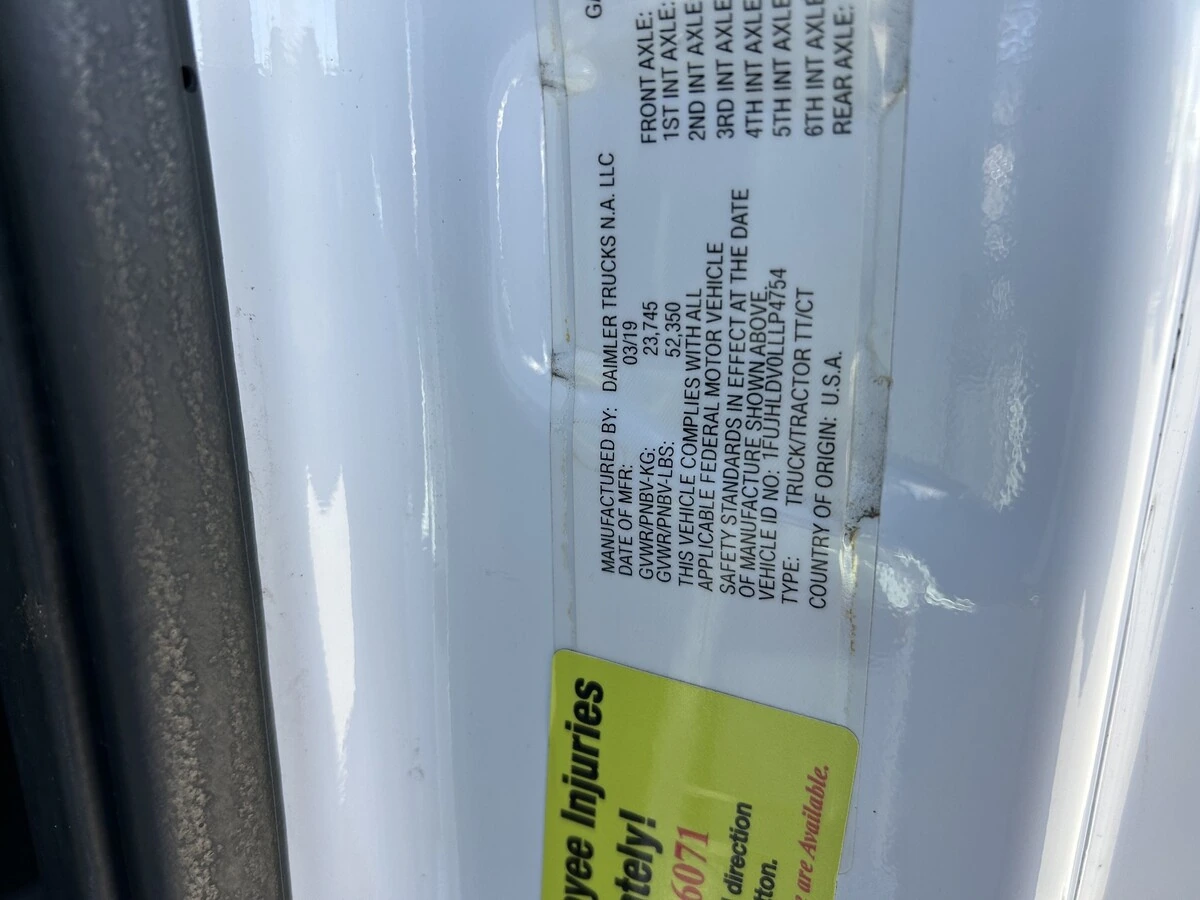 MANUFACTURED BY: DAIMLER TRUCKS N.A. LLC
DATE OF MFR: 03/19
GVWR/PNBV-KG: 23,745
GVWR/PNBV-LBS: 52,350
THIS VEHICLE COMPLIES WITH ALL
APPLICABLE FEDERAL MOTOR VEHICLE
SAFETY STANDARDS IN EFFECT AT THE DATE
OF MANUFACTURE SHOWN ABOVE.
VEHICLE ID NO: 1FUJHLDV0LLLP4754
TYPE: TRUCK/TRACTOR TT/CT
COUNTRY OF ORIGIN: U.S.A.
FRONT AXLE:
1ST INT AXLE:
2ND INT AXLE
3RD INT AXLE
4TH INT AXLE
5TH INT AXLE
6TH INT AXLE
REAR AXLE:
yee Injuries
ately!
6071
direction
tton.
are Available.